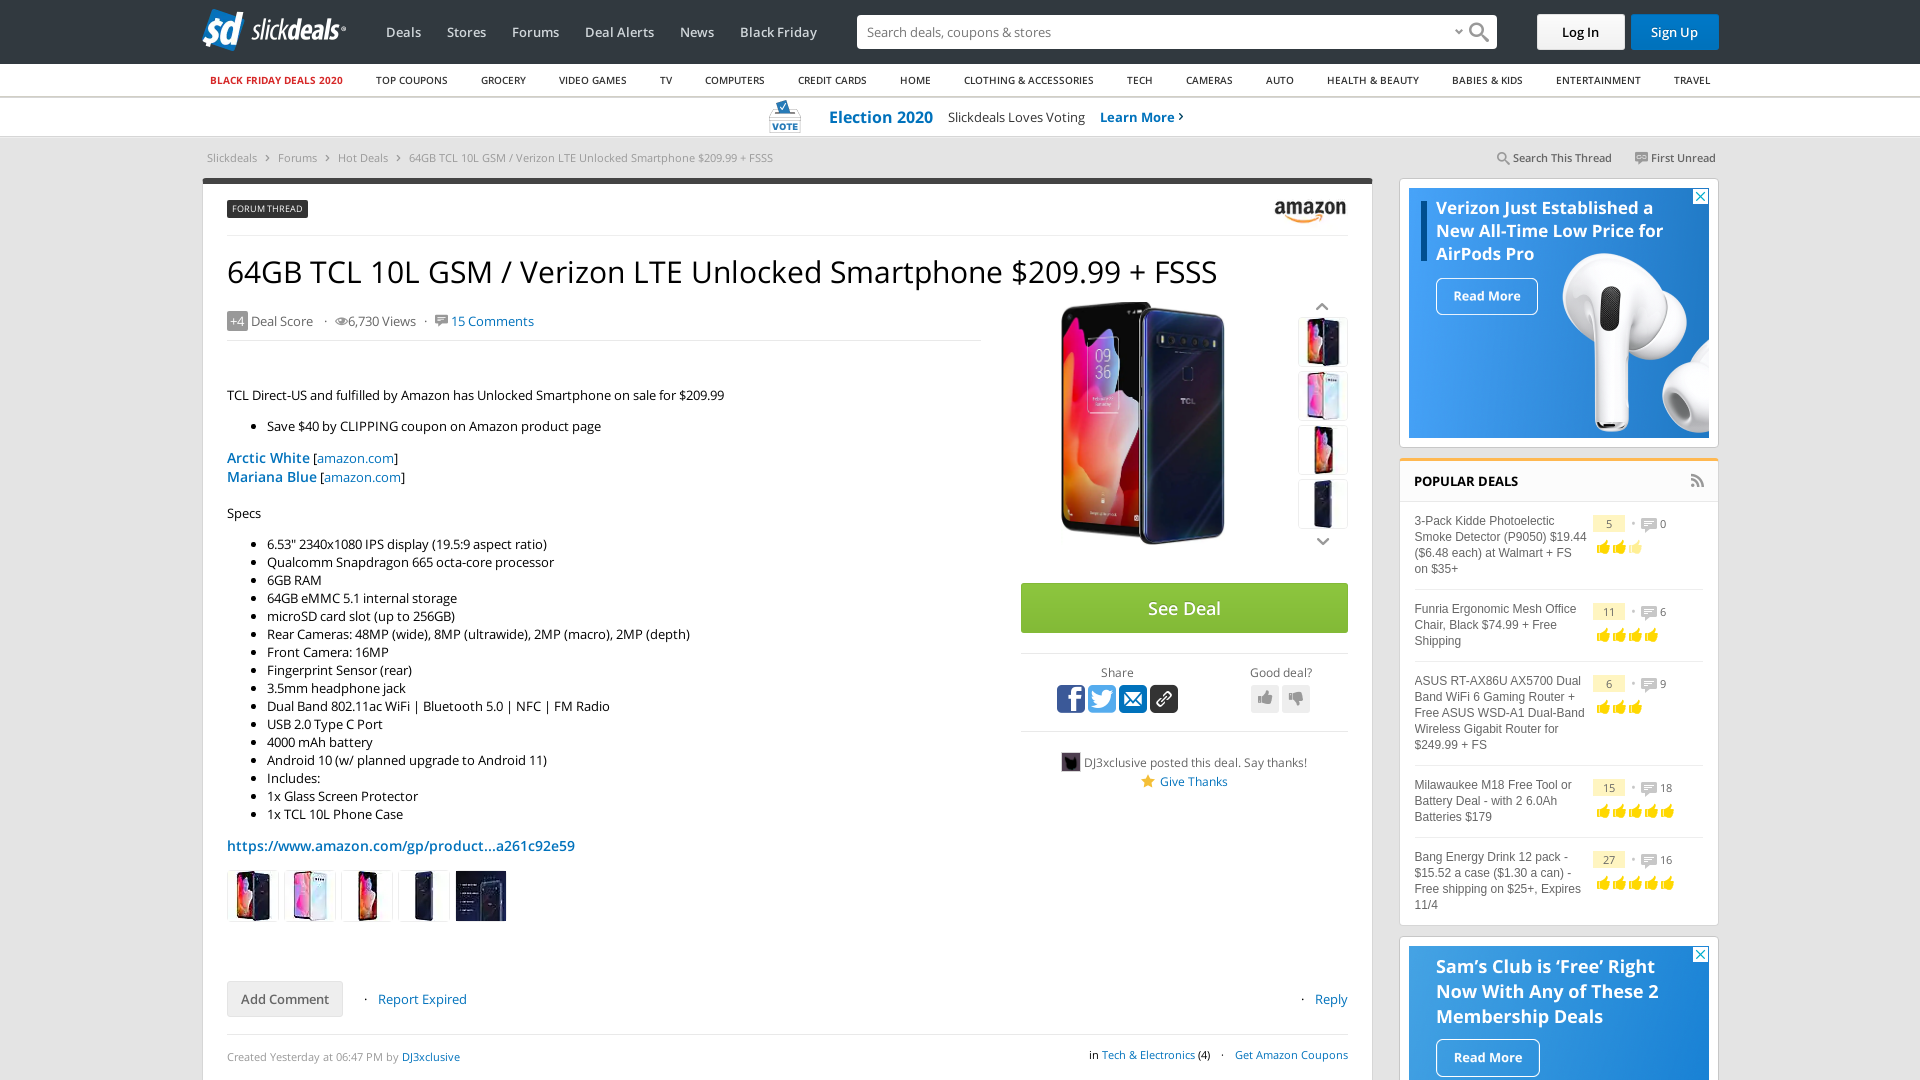 slickdeals
Deals
Stores
Forums
Deal Alerts
News
Black Friday
Search deals, coupons & stores
Log In
Sign Up
BLACK FRIDAY DEALS 2020
TOP COUPONS
GROCERY
VIDEO GAMES
TV
COMPUTERS
CREDIT CARDS
HOME
CLOTHING & ACCESSORIES
TECH
CAMERAS
AUTO
HEALTH & BEAUTY
BABIES & KIDS
ENTERTAINMENT
TRAVEL
VOTE
Election 2020 Slickdeals Loves Voting Learn More ›
Slickdeals › Forums › Hot Deals › 64GB TCL 10L GSM / Verizon LTE Unlocked Smartphone $209.99 + FSSS
Search This Thread
First Unread
FORUM THREAD
amazon
64GB TCL 10L GSM / Verizon LTE Unlocked Smartphone $209.99 + FSSS
+4 Deal Score · 6,730 Views · 15 Comments
TCL Direct-US and fulfilled by Amazon has Unlocked Smartphone on sale for $209.99
• Save $40 by CLIPPING coupon on Amazon product page
Arctic White [amazon.com]
Mariana Blue [amazon.com]
Specs
• 6.53" 2340x1080 IPS display (19.5:9 aspect ratio)
• Qualcomm Snapdragon 665 octa-core processor
• 6GB RAM
• 64GB eMMC 5.1 internal storage
• microSD card slot (up to 256GB)
• Rear Cameras: 48MP (wide), 8MP (ultrawide), 2MP (macro), 2MP (depth)
• Front Camera: 16MP
• Fingerprint Sensor (rear)
• 3.5mm headphone jack
• Dual Band 802.11ac WiFi | Bluetooth 5.0 | NFC | FM Radio
• USB 2.0 Type C Port
• 4000 mAh battery
• Android 10 (w/ planned upgrade to Android 11)
• Includes:
• 1x Glass Screen Protector
• 1x TCL 10L Phone Case
https://www.amazon.com/gp/product...a261c92e59
09
36
TCL
See Deal
Share
Good deal?
DJ3xclusive posted this deal. Say thanks!
Give Thanks
Add Comment · Report Expired
· Reply
Created Yesterday at 06:47 PM by DJ3xclusive
in Tech & Electronics (4) · Get Amazon Coupons
Verizon Just Established a
New All-Time Low Price for
AirPods Pro
Read More
POPULAR DEALS
3-Pack Kidde Photoelectic
Smoke Detector (P9050) $19.44
($6.48 each) at Walmart + FS
on $35+
5 • 0
Funria Ergonomic Mesh Office
Chair, Black $74.99 + Free
Shipping
11 • 6
ASUS RT-AX86U AX5700 Dual
Band WiFi 6 Gaming Router +
Free ASUS WSD-A1 Dual-Band
Wireless Gigabit Router for
$249.99 + FS
6 • 9
Milawaukee M18 Free Tool or
Battery Deal - with 2 6.0Ah
Batteries $179
15 • 18
Bang Energy Drink 12 pack -
$15.52 a case ($1.30 a can) -
Free shipping on $25+, Expires
11/4
27 • 16
Sam's Club is 'Free' Right
Now With Any of These 2
Membership Deals
Read More